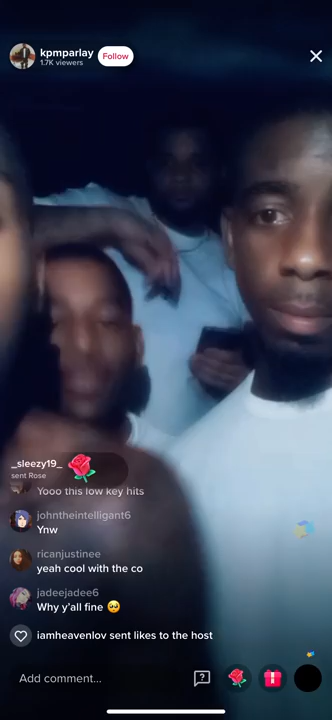 kpmparlay
Follow
1.7K viewers
_sleezy19_
sent Rose
Yooo this low key hits
johntheintelligant6
Ynw
ricanjustinee
yeah cool with the co
jadeejadee6
Why y'all fine 🥺
iamheavenlov sent likes to the host
Add comment...